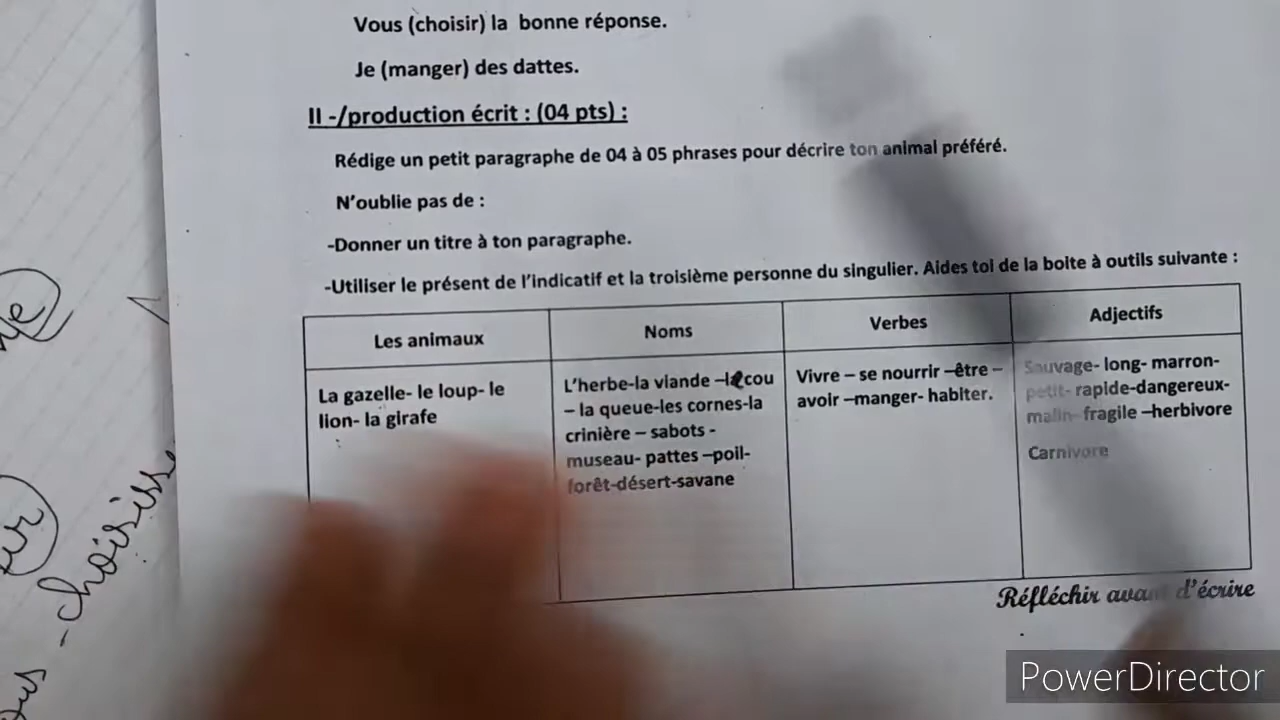 Vous (choisir) la bonne réponse.
Je (manger) des dattes.
II -/production écrit : (04 pts) :
Rédige un petit paragraphe de 04 à 05 phrases pour décrire ton animal préféré.
N'oublie pas de :
-Donner un titre à ton paragraphe.
-Utiliser le présent de l'indicatif et la troisième personne du singulier. Aides toi de la boite à outils suivante :
Les animaux
La gazelle- le loup- le
lion- la girafe
Noms
L'herbe-la viande –le cou
– la queue-les cornes-la
crinière – sabots -
museau- pattes –poil-
forêt-désert-savane
Verbes
Vivre – se nourrir –être –
avoir –manger- habiter.
Adjectifs
Sauvage- long- marron-
petit- rapide-dangereux-
malin- fragile –herbivore
Carnivore
Réfléchir avant d'écrire
-choisiss
PowerDirector